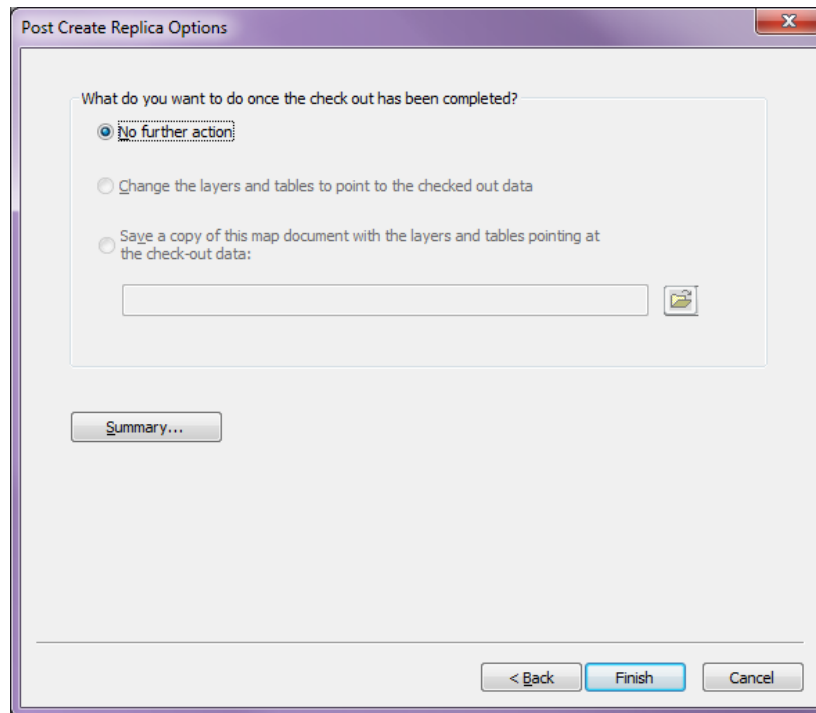 Post Create Replica Options
X
What do you want to do once the check out has been completed?
No further action
Change the layers and tables to point to the checked out data
Save a copy of this map document with the layers and tables pointing at
the check-out data:
Summary...
< Back
Finish
Cancel